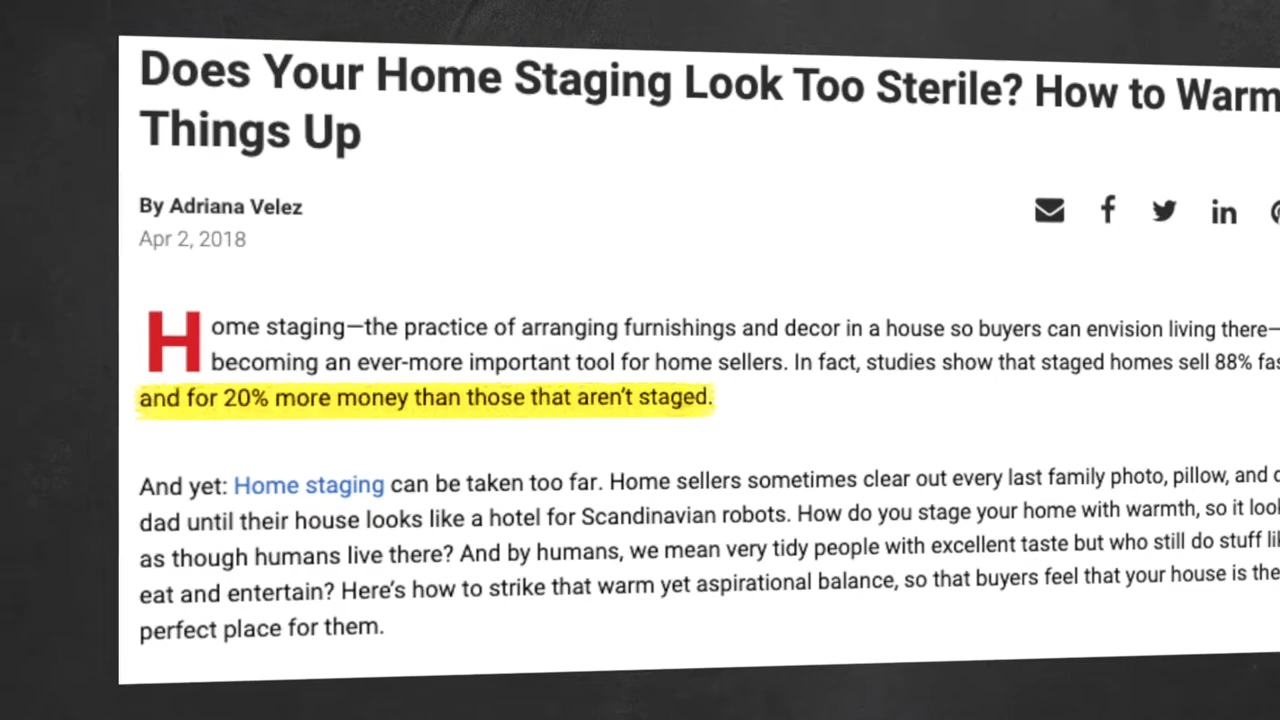 Does Your Home Staging Look Too Sterile? How to Warm
Things Up
By Adriana Velez
Apr 2, 2018
Home staging—the practice of arranging furnishings and decor in a house so buyers can envision living there—
becoming an ever-more important tool for home sellers. In fact, studies show that staged homes sell 88%
and for 20% more money than those that aren't staged.
And yet: Home staging can be taken too far. Home sellers sometimes clear out every last family photo, pillow, and
dad until their house looks like a hotel for Scandinavian robots. How do you stage your home with warmth, so it
as though humans live there? And by humans, we mean very tidy people with excellent taste but who still do stuff
eat and entertain? Here's how to strike that warm yet aspirational balance, so that buyers feel that your house is the
perfect place for them.